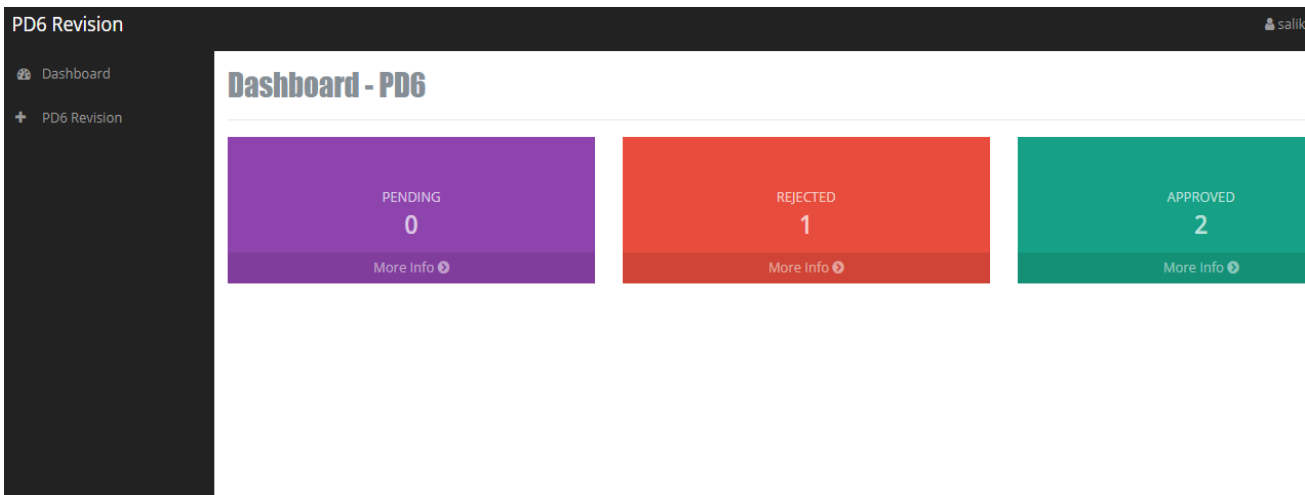 PD6 Revision
salik
Dashboard
PD6 Revision
Dashboard - PD6
PENDING
0
More Info
REJECTED
1
More Info
APPROVED
2
More Info